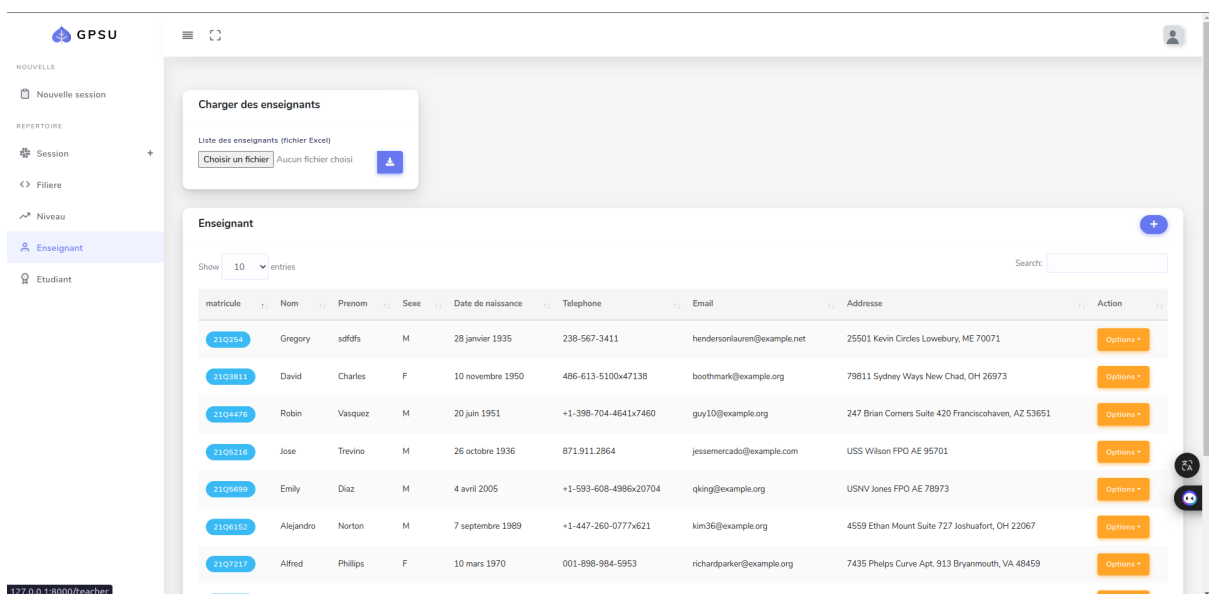 GPSU
NOUVELLE
Nouvelle session
REPERTOIRE
Session +
Filiere
Niveau
Enseignant
Etudiant
Charger des enseignants
Liste des enseignants (fichier Excel)
Choisir un fichier Aucun fichier choisi
Enseignant +
Show 10 entries Search:
matricule Nom Prenom Sexe Date de naissance Telephone Email Addresse Action
21Q254 Gregory sdfdfs M 28 janvier 1935 238-567-3411 hendersonlauren@example.net 25501 Kevin Circles Lowebury, ME 70071 Options
21Q3811 David Charles F 10 novembre 1950 486-613-5100x47138 boothmark@example.org 79811 Sydney Ways New Chad, OH 26973 Options
21Q4476 Robin Vasquez M 20 juin 1951 +1-398-704-4641x7460 guy10@example.org 247 Brian Corners Suite 420 Franciscohaven, AZ 53651 Options
21Q5216 Jose Trevino M 26 octobre 1936 871.911.2864 jessemercado@example.com USS Wilson FPO AE 95701 Options
21Q5699 Emily Diaz M 4 avril 2005 +1-593-608-4986x20704 qking@example.org USNV Jones FPO AE 78973 Options
21Q6152 Alejandro Norton M 7 septembre 1989 +1-447-260-0777x621 kim36@example.org 4559 Ethan Mount Suite 727 Joshuafort, OH 22067 Options
21Q7217 Alfred Phillips F 10 mars 1970 001-898-984-5953 richardparker@example.org 7435 Phelps Curve Apt. 913 Bryanmouth, VA 48459 Options
127.0.0.1:8000/teacher